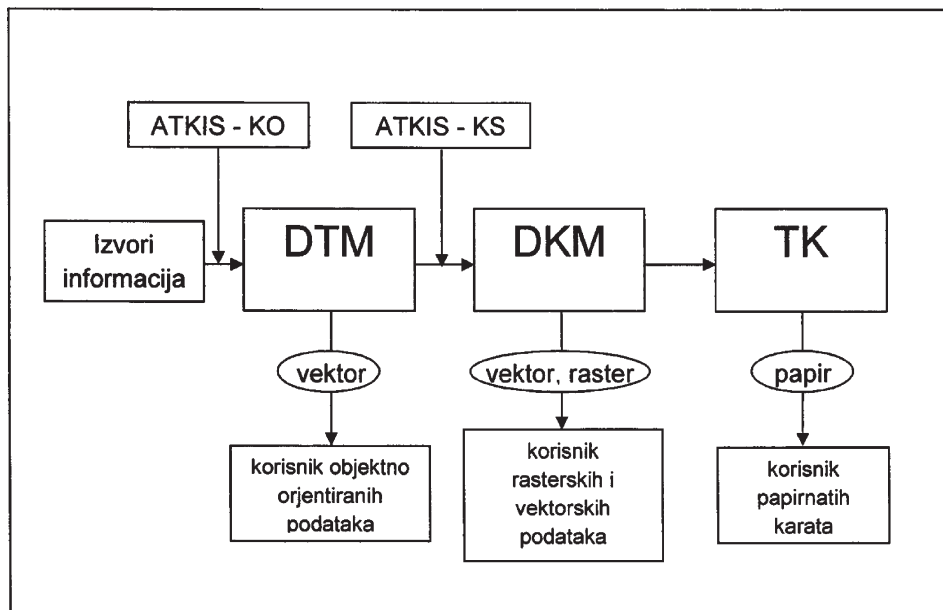 ATKIS - KO
ATKIS - KS
Izvori
informacija
DTM
DKM
TK
vektor
vektor, raster
papir
korisnik objektno
orjentiranih
podataka
korisnik
rasterskih i
vektorskih
podataka
korisnik
papirnatih
karata